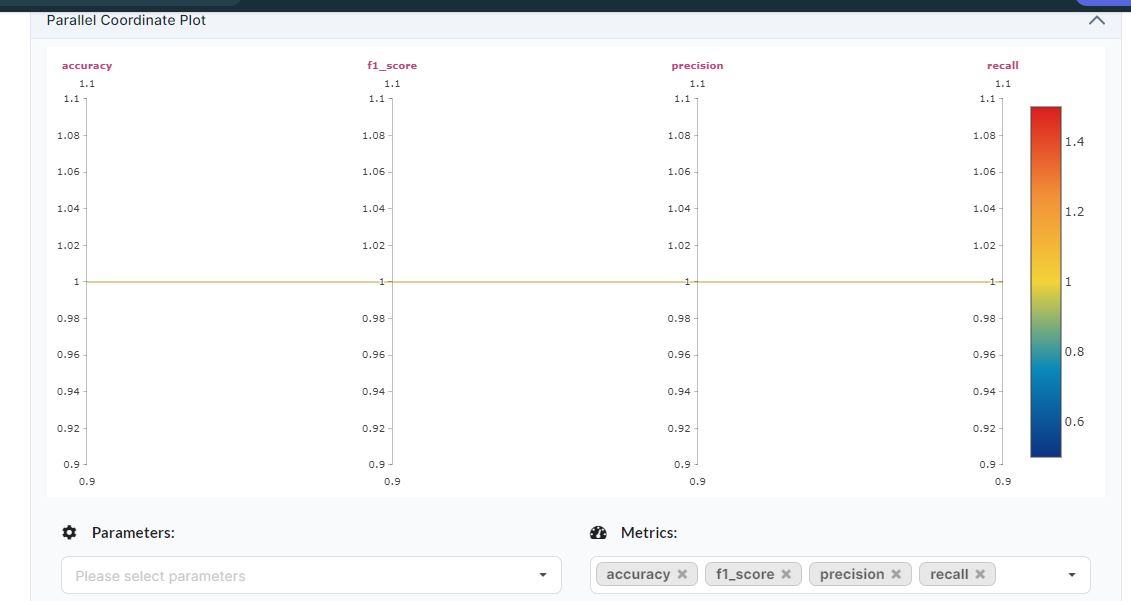 Parallel Coordinate Plot
accuracy f1_score precision recall
1.1 1.1 1.1 1.1
1.1 1.1 1.1 1.1
1.08 1.08 1.08 1.08 1.4
1.06 1.06 1.06 1.06
1.04 1.04 1.04 1.04 1.2
1.02 1.02 1.02 1.02
1 1 1 1 1
0.98 0.98 0.98 0.98
0.96 0.96 0.96 0.96 0.8
0.94 0.94 0.94 0.94
0.92 0.92 0.92 0.92 0.6
0.9 0.9 0.9 0.9
0.9 0.9 0.9 0.9
Parameters: Metrics:
Please select parameters accuracy f1_score precision recall